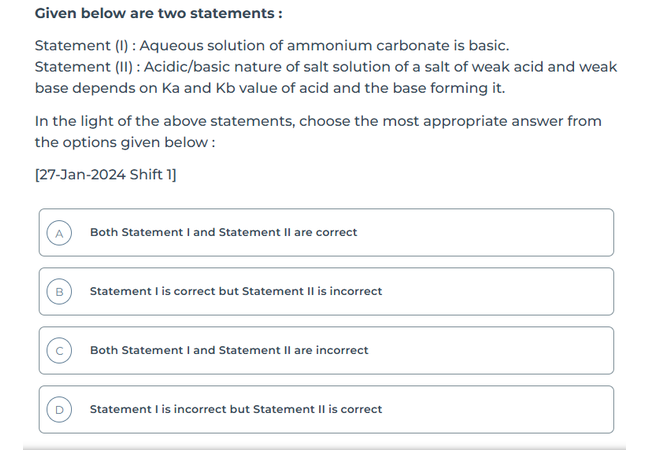 Given below are two statements :
Statement (I) : Aqueous solution of ammonium carbonate is basic.
Statement (II) : Acidic/basic nature of salt solution of a salt of weak acid and weak
base depends on Ka and Kb value of acid and the base forming it.
In the light of the above statements, choose the most appropriate answer from
the options given below :
[27-Jan-2024 Shift 1]
A Both Statement I and Statement II are correct
B Statement I is correct but Statement II is incorrect
C Both Statement I and Statement II are incorrect
D Statement I is incorrect but Statement II is correct